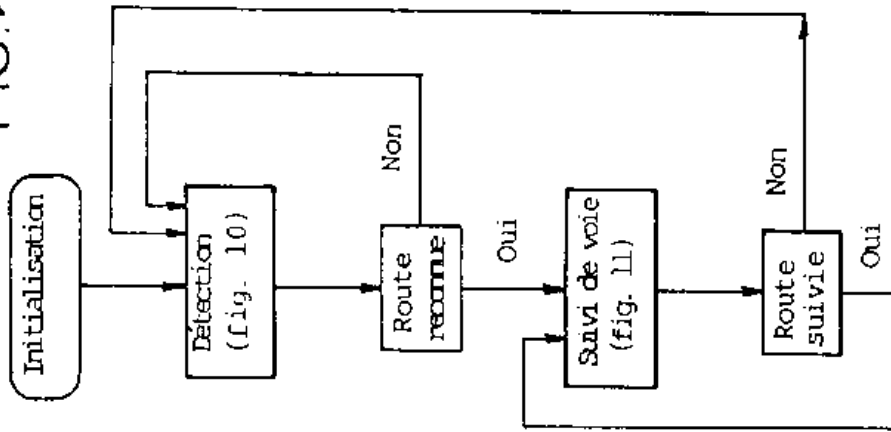 Initialisation
Détection
(fig. 10)
Non
Route
reconnue
Oui
Suivi de voie
(fig. 11)
Non
Route
suivie
Oui